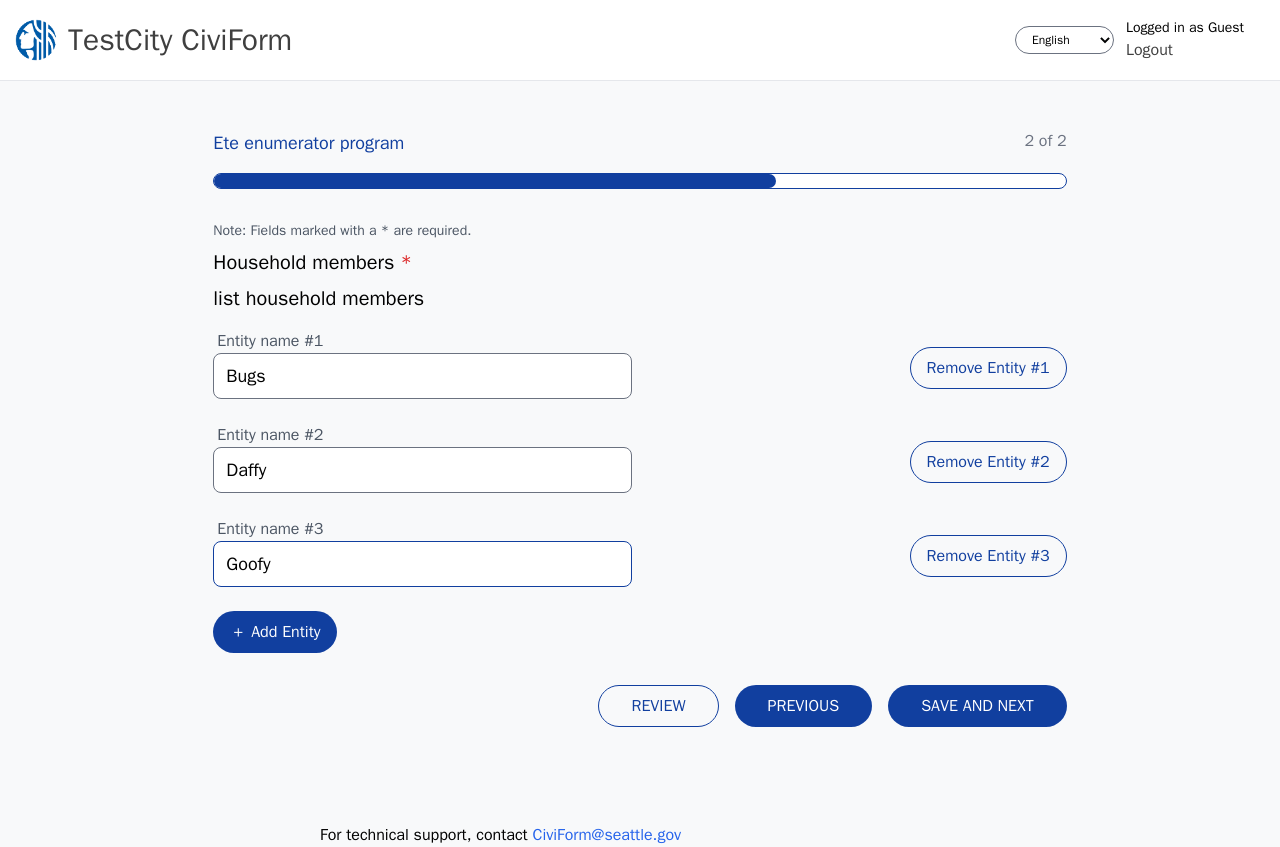 TestCity CiviForm
English
Logged in as Guest
Logout
Ete enumerator program
2 of 2
Note: Fields marked with a * are required.
Household members *
list household members
Entity name #1
Bugs
Remove Entity #1
Entity name #2
Daffy
Remove Entity #2
Entity name #3
Goofy
Remove Entity #3
+ Add Entity
REVIEW
PREVIOUS
SAVE AND NEXT
For technical support, contact CiviForm@seattle.gov